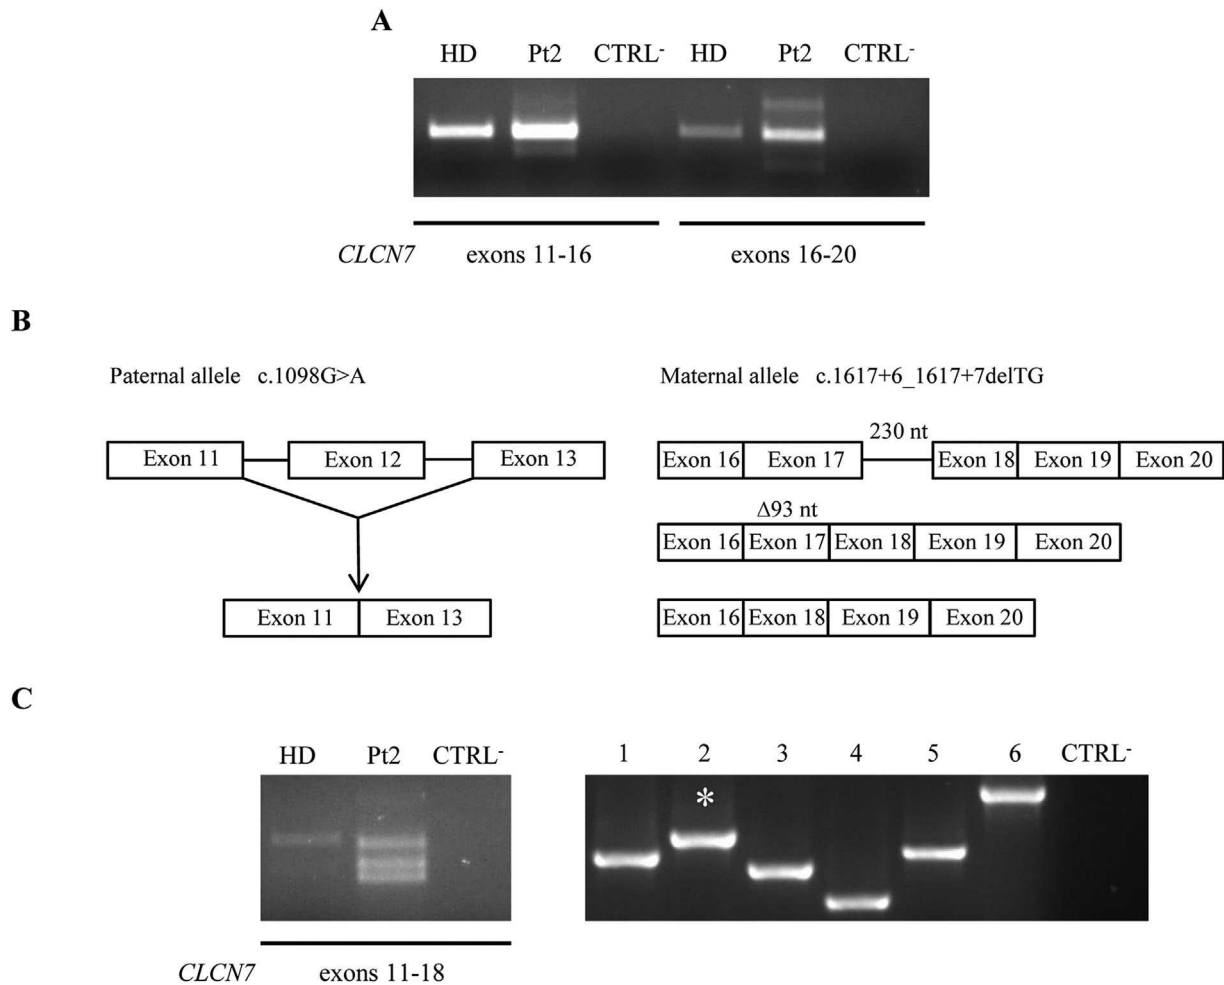 A
HD Pt2 CTRL- HD Pt2 CTRL-
CLCN7 exons 11-16 exons 16-20
B
Paternal allele c.1098G>A Maternal allele c.1617+6_1617+7delTG
230 nt
Exon 11 Exon 12 Exon 13 Exon 16 Exon 17 Exon 18 Exon 19 Exon 20
Δ93 nt
Exon 16 Exon 17 Exon 18 Exon 19 Exon 20
Exon 11 Exon 13 Exon 16 Exon 18 Exon 19 Exon 20
C
HD Pt2 CTRL- 1 2 3 4 5 6 CTRL-
*
CLCN7 exons 11-18